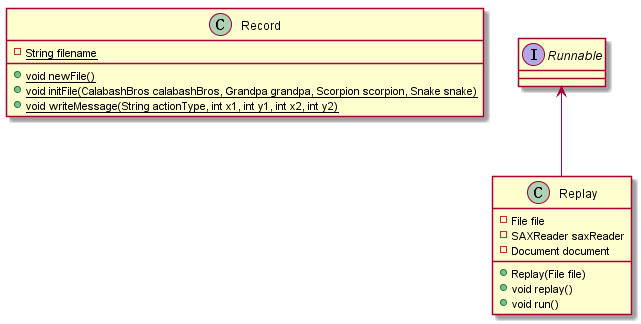 C Record
String filename
void newFile()
void initFile(CalabashBros calabashBros, Grandpa grandpa, Scorpion scorpion, Snake snake)
void writeMessage(String actionType, int x1, int y1, int x2, int y2)
I Runnable
C Replay
File file
SAXReader saxReader
Document document
Replay(File file)
void replay()
void run()